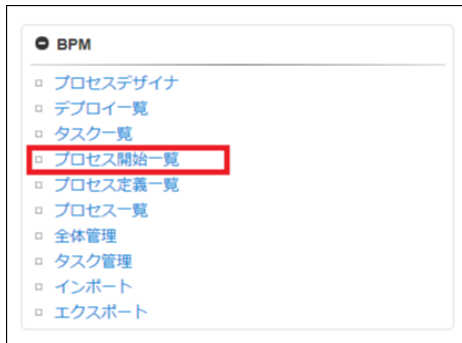 BPM
プロセスデザイナ
デプロイ一覧
タスク一覧
プロセス開始一覧
プロセス定義一覧
プロセス一覧
全体管理
タスク管理
インポート
エクスポート